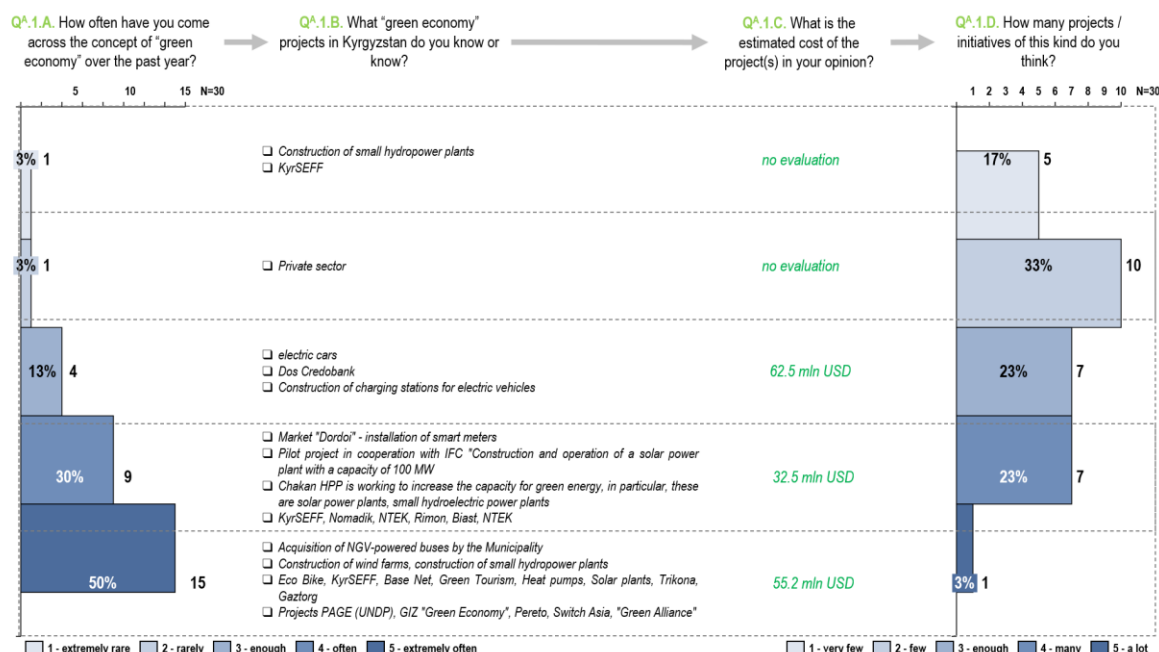 Qᴬ.1.A. How often have you come
across the concept of “green
economy” over the past year?
Qᴬ.1.B. What “green economy”
projects in Kyrgyzstan do you know or
know?
Qᴬ.1.C. What is the
estimated cost of the
project(s) in your opinion?
Qᴬ.1.D. How many projects /
initiatives of this kind do you
think?
5 10 15 N=30
1 2 3 4 5 6 7 8 9 10 N=30
3% 1
❑ Construction of small hydropower plants
❑ KyrSEFF
no evaluation
17% 5
3% 1
❑ Private sector
no evaluation
33% 10
13% 4
❑ electric cars
❑ Dos Credobank
❑ Construction of charging stations for electric vehicles
62.5 mln USD
23% 7
30% 9
❑ Market "Dordoi" - installation of smart meters
❑ Pilot project in cooperation with IFC "Construction and operation of a solar power
plant with a capacity of 100 MW
❑ Chakan HPP is working to increase the capacity for green energy, in particular, these
are solar power plants, small hydroelectric power plants
❑ KyrSEFF, Nomadik, NTEK, Rimon, Biast, NTEK
32.5 mln USD
23% 7
50% 15
❑ Acquisition of NGV-powered buses by the Municipality
❑ Construction of wind farms, construction of small hydropower plants
❑ Eco Bike, KyrSEFF, Base Net, Green Tourism, Heat pumps, Solar plants, Trikona,
Gaztorg
❑ Projects PAGE (UNDP), GIZ "Green Economy", Pereto, Switch Asia, "Green Alliance"
55.2 mln USD
3% 1
1 - extremely rare 2 - rarely 3 - enough 4 - often 5 - extremely often
1 - very few 2 - few 3 - enough 4 - many 5 - a lot